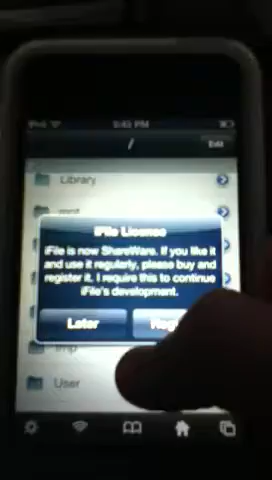 iPod 5:45 PM
/ Edit
Library
iFile License
iFile is now ShareWare. If you like it
and use it regularly, please buy and
register it. I require this to continue
iFile's development.
Later
tmp
User